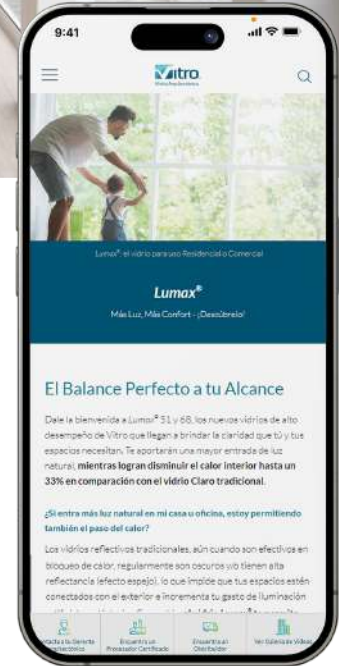 9:41
Vitro
Lumax®: el vidrio para uso Residencial o Comercial
Lumax®
Más Luz, Más Confort - ¡Descúbrelo!
El Balance Perfecto a tu Alcance
Dale la bienvenida a Lumax® 51 y 68, los nuevos vidrios de alto
desempeño de Vitro que llegan a brindar la claridad que tú y tus
espacios necesitan. Te aportarán una mayor entrada de luz
natural, mientras logran disminuir el calor interior hasta un
33% en comparación con el vidrio Claro tradicional.
¿Si entra más luz natural en mi casa u oficina, estoy permitiendo
también el paso del calor?
Los vidrios reflectivos tradicionales, aún cuando son efectivos en
bloqueo de calor, regularmente son oscuros y/o tienen alta
reflectancia (efecto espejo), lo que impide que tus espacios estén
conectados con el exterior e incrementa tu gasto de iluminación
Encuentra un
Procesador Certificado
Encuentra un
Distribuidor
Ver Galería de Videos